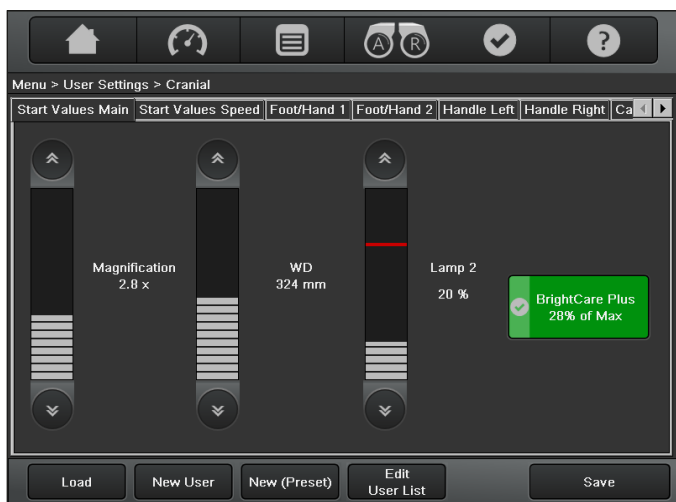 A R ?
Menu > User Settings > Cranial
Start Values Main Start Values Speed Foot/Hand 1 Foot/Hand 2 Handle Left Handle Right Ca
Magnification
2.8 x
WD
324 mm
Lamp 2
20 %
BrightCare Plus
28% of Max
Load New User New (Preset) Edit
User List Save